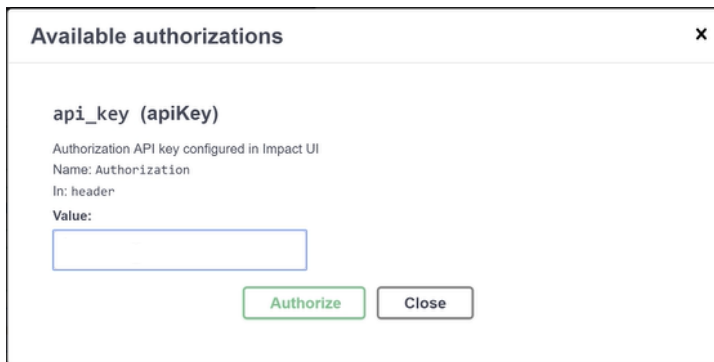 Available authorizations
x
api_key (apiKey)
Authorization API key configured in Impact UI
Name: Authorization
In: header
Value:
Authorize Close